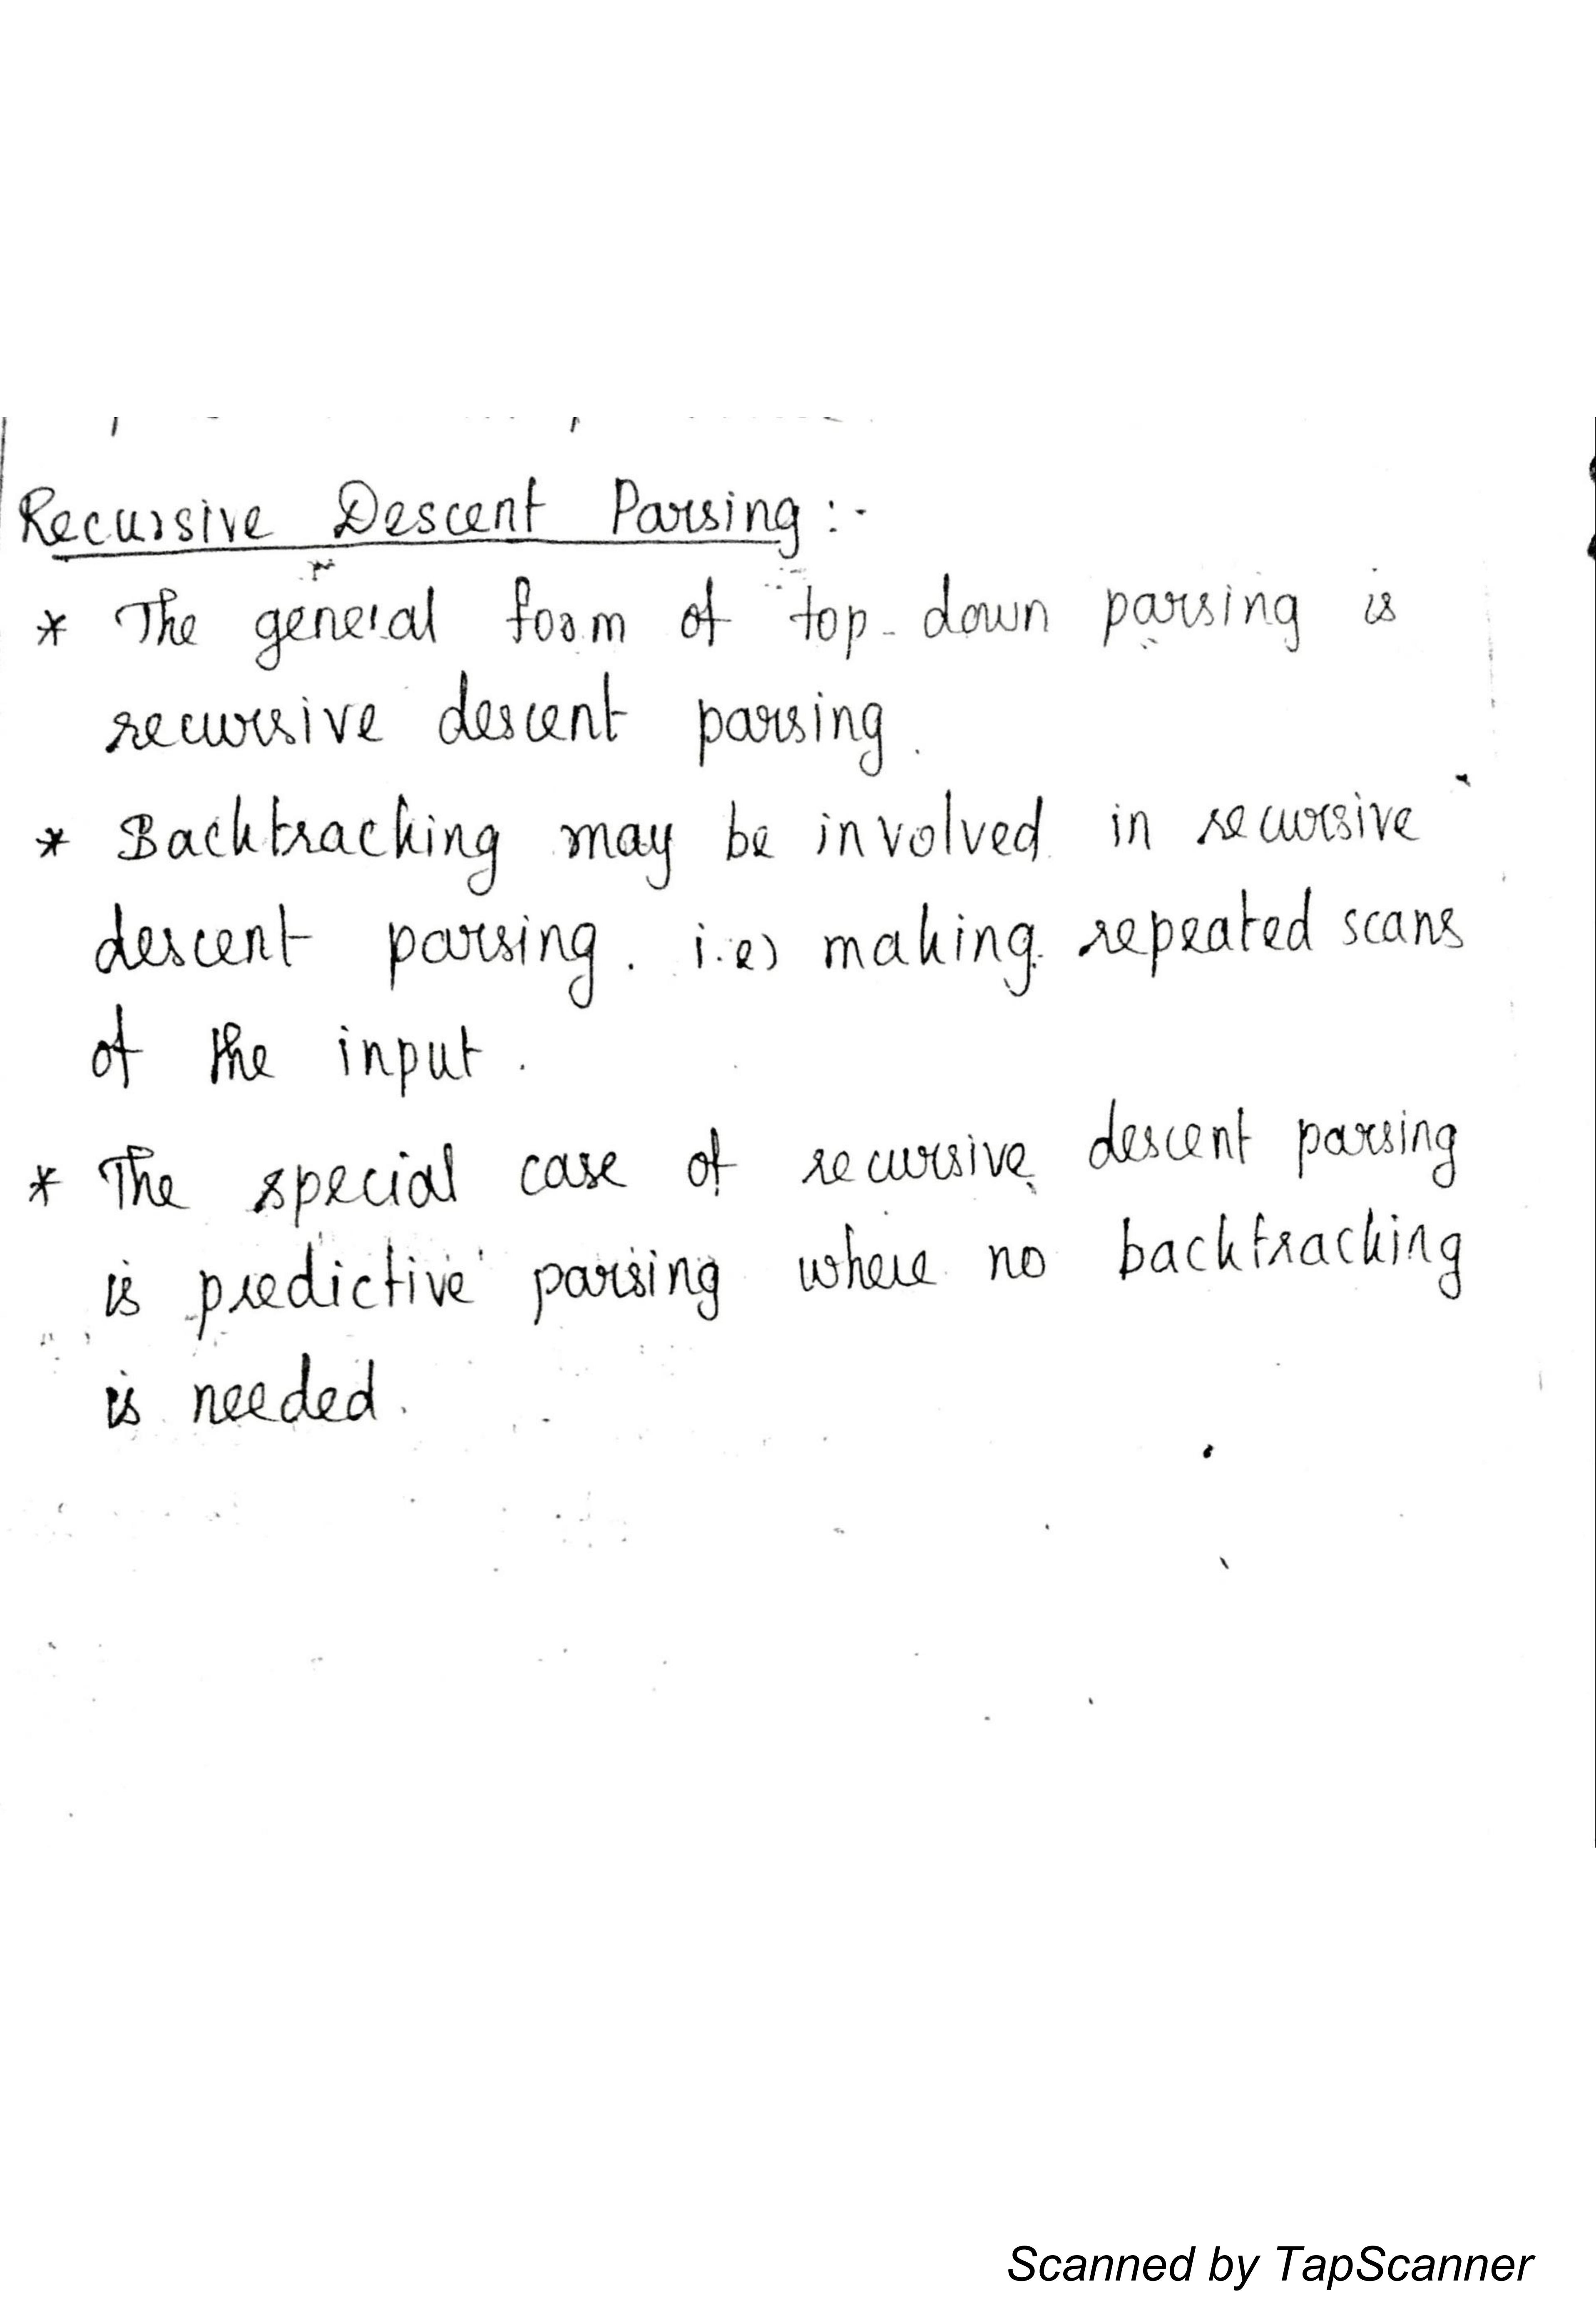 Recursive Descent Parsing :-
* The general form of top-down parsing is
recursive descent parsing.
* Backtracking may be involved in recursive
descent parsing. i.e) making repeated scans
of the input.
* The special case of recursive descent parsing
is predictive parsing where no backtracking
is needed.
Scanned by TapScanner